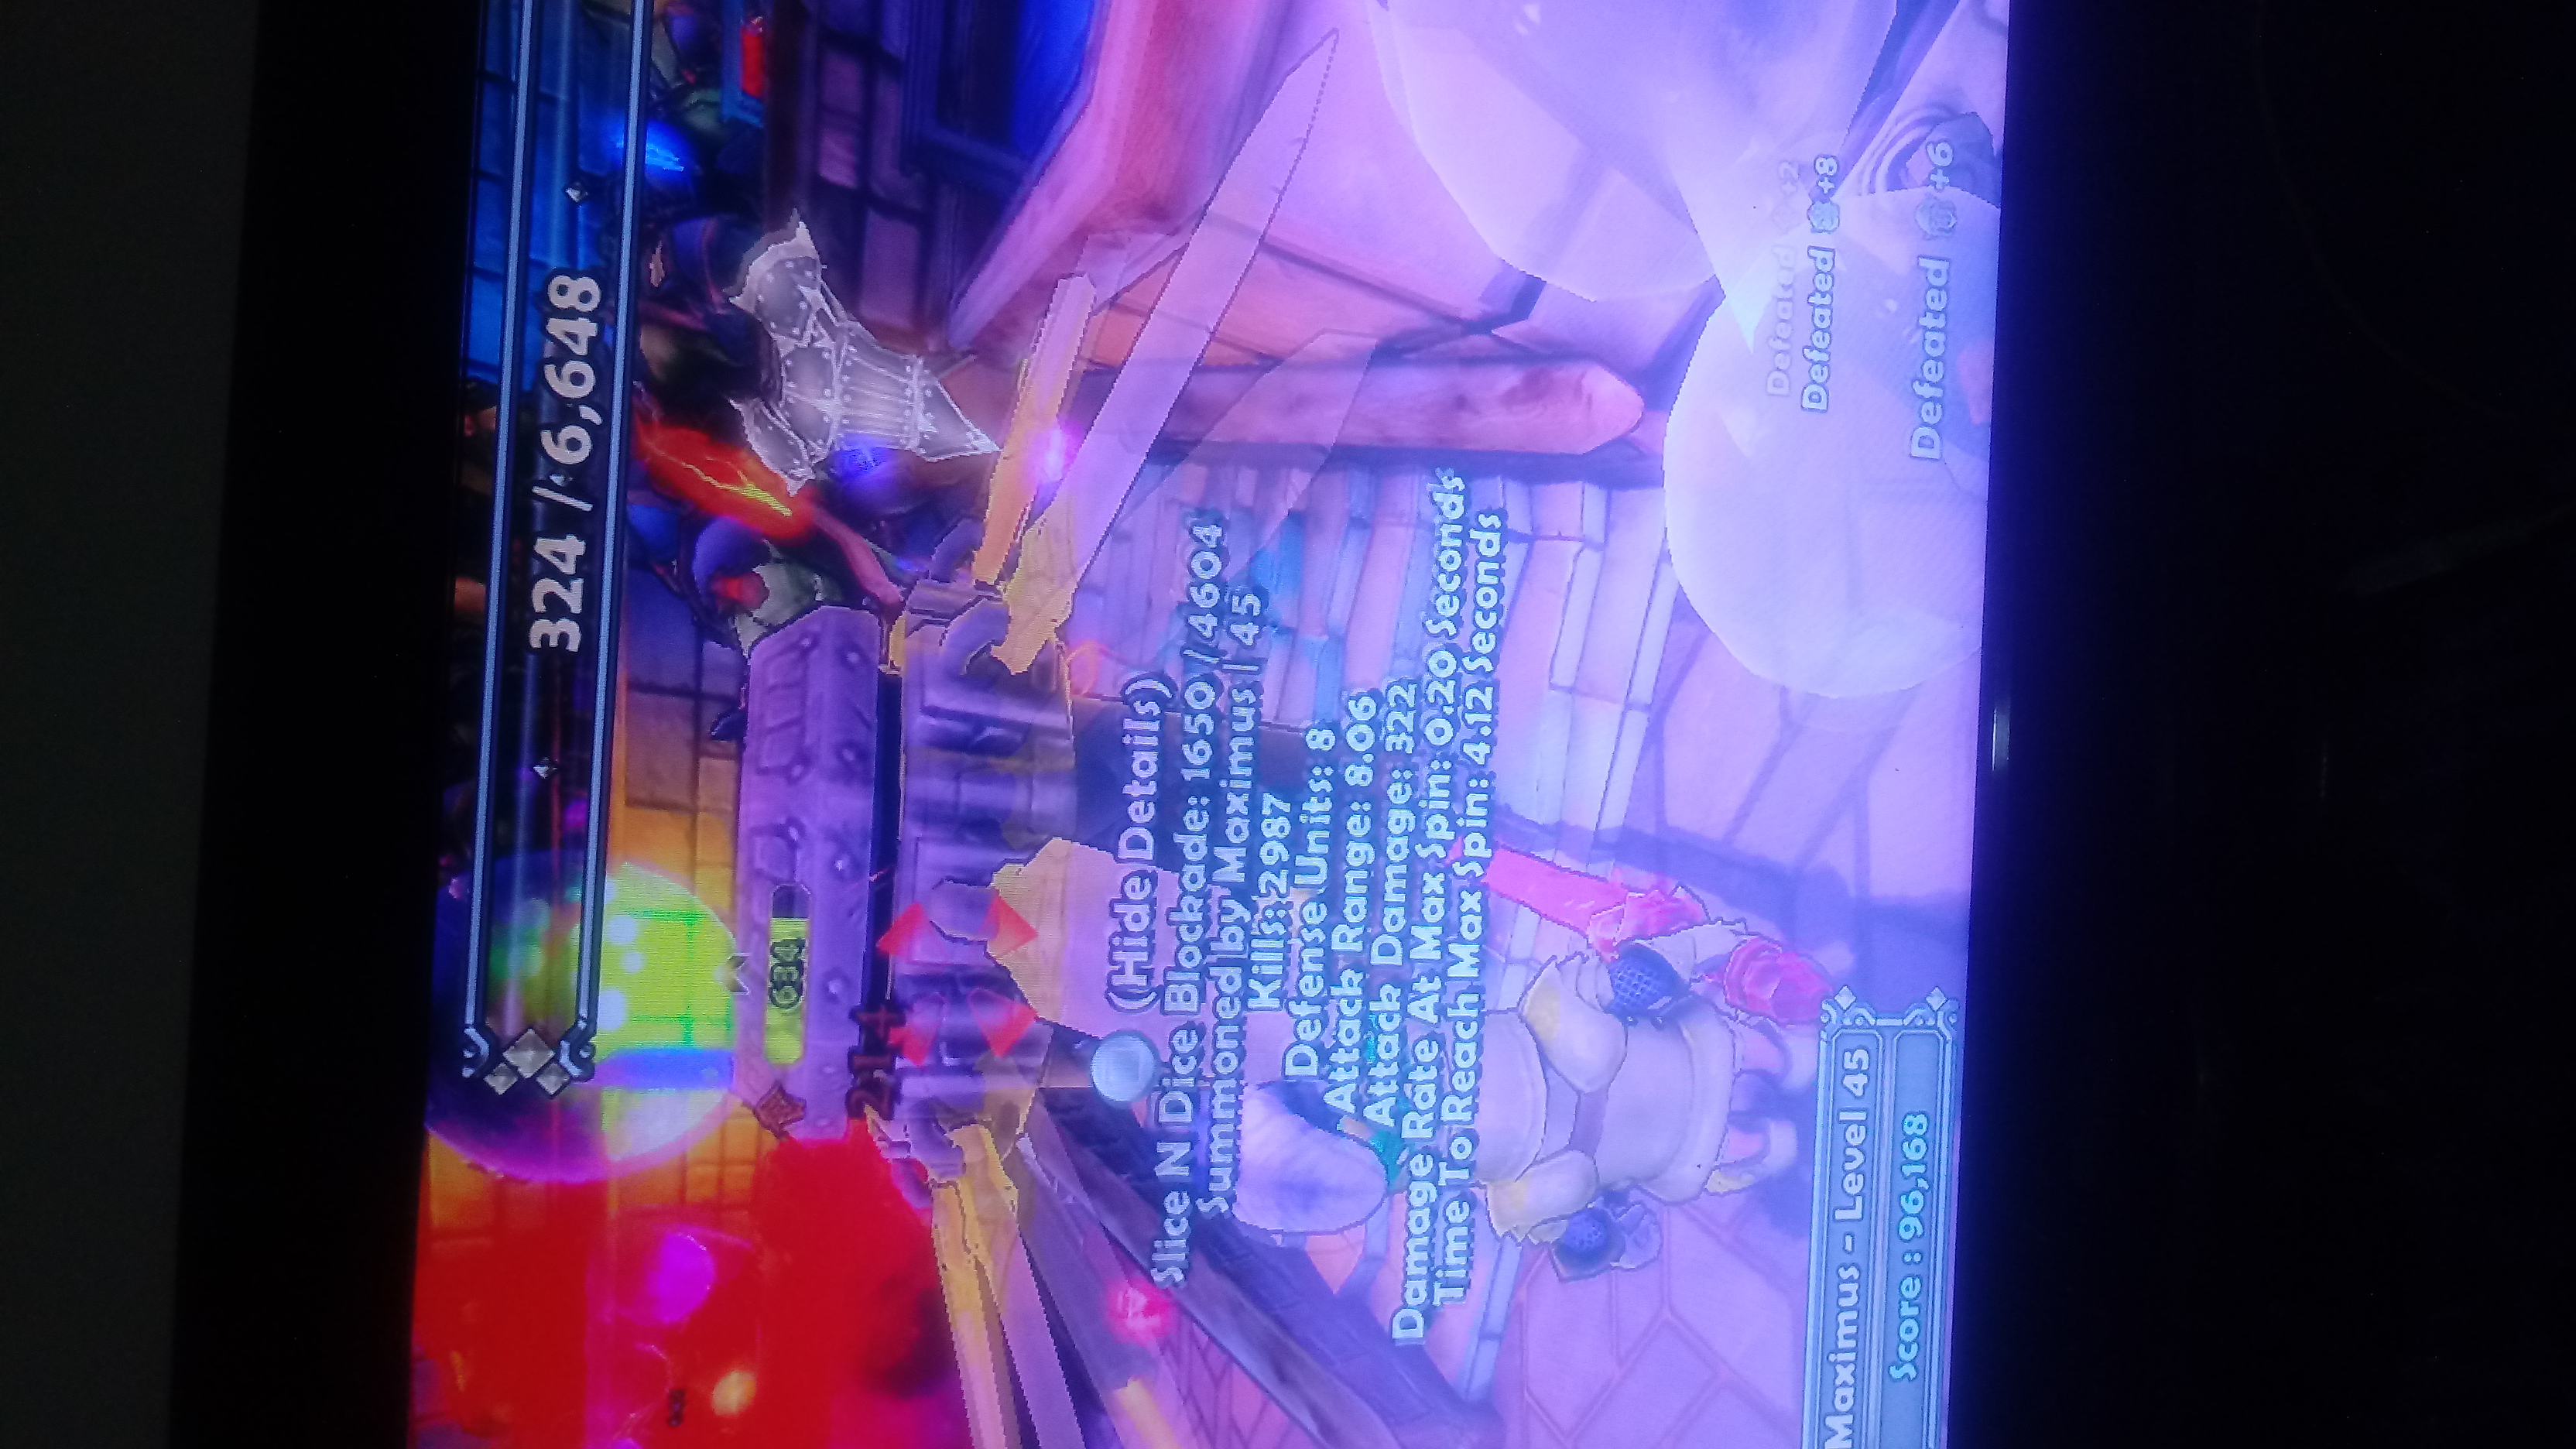 324 / 6,648
634
214
(Hide Details)
Slice N Dice Blockade: 1650 / 4604
Summoned by Maximus | 45
Kills: 2987
Defense Units: 8
Attack Range: 8.06
Attack Damage: 322
Damage Rate At Max Spin: 0.20 Seconds
Time To Reach Max Spin: 4.12 Seconds
Defeated +2
Defeated +8
Defeated +6
Maximus - Level 45
Score : 96,168